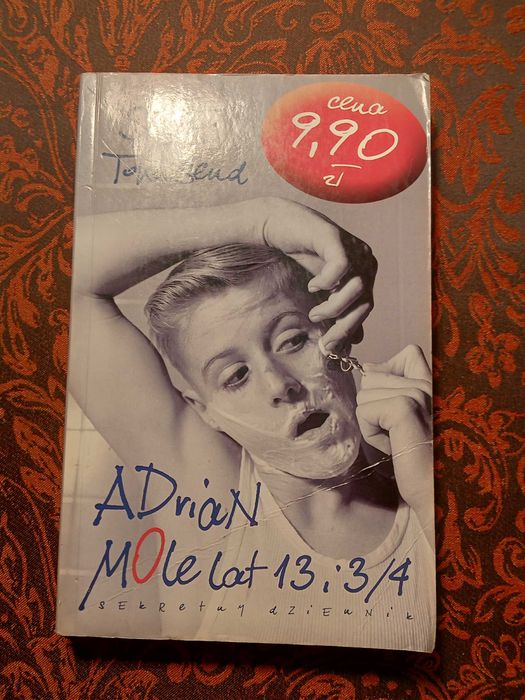 cena
9,90
zł
Townsend
ADriaN
MOle lat 13 i 3/4
sEkRetny dziEnNik